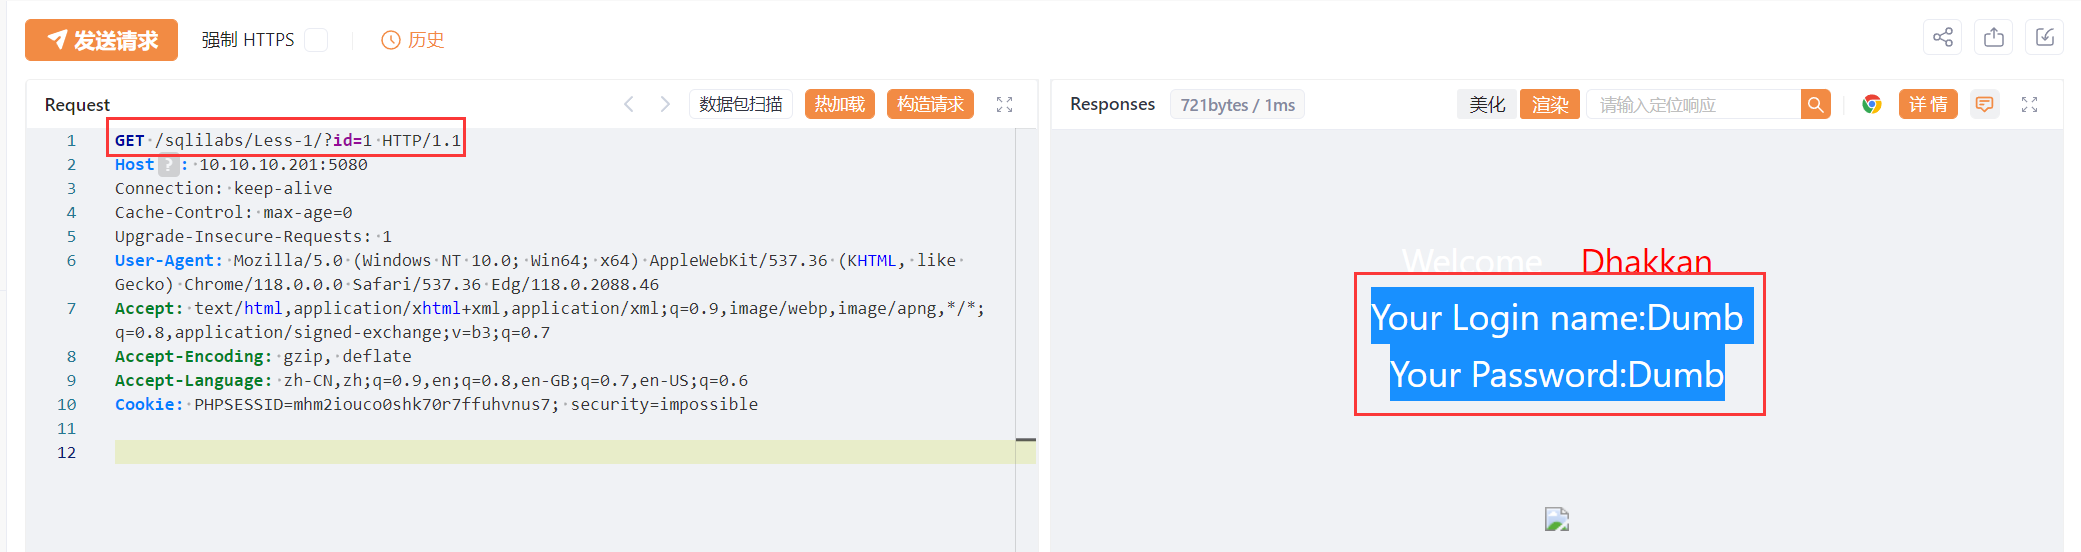 发送请求 强制 HTTPS 历史
Request 数据包扫描 热加载 构造请求
1 GET /sqlilabs/Less-1/?id=1 HTTP/1.1
2 Host ? : 10.10.10.201:5080
3 Connection: keep-alive
4 Cache-Control: max-age=0
5 Upgrade-Insecure-Requests: 1
6 User-Agent: Mozilla/5.0 (Windows NT 10.0; Win64; x64) AppleWebKit/537.36 (KHTML, like
Gecko) Chrome/118.0.0.0 Safari/537.36 Edg/118.0.2088.46
7 Accept: text/html,application/xhtml+xml,application/xml;q=0.9,image/webp,image/apng,*/*;
q=0.8,application/signed-exchange;v=b3;q=0.7
8 Accept-Encoding: gzip, deflate
9 Accept-Language: zh-CN,zh;q=0.9,en;q=0.8,en-GB;q=0.7,en-US;q=0.6
10 Cookie: PHPSESSID=mhm2iouco0shk70r7ffuhvnus7; security=impossible
11
12
Responses 721bytes / 1ms 美化 渲染 请输入定位响应 详情
Welcome Dhakkan
Your Login name:Dumb
Your Password:Dumb